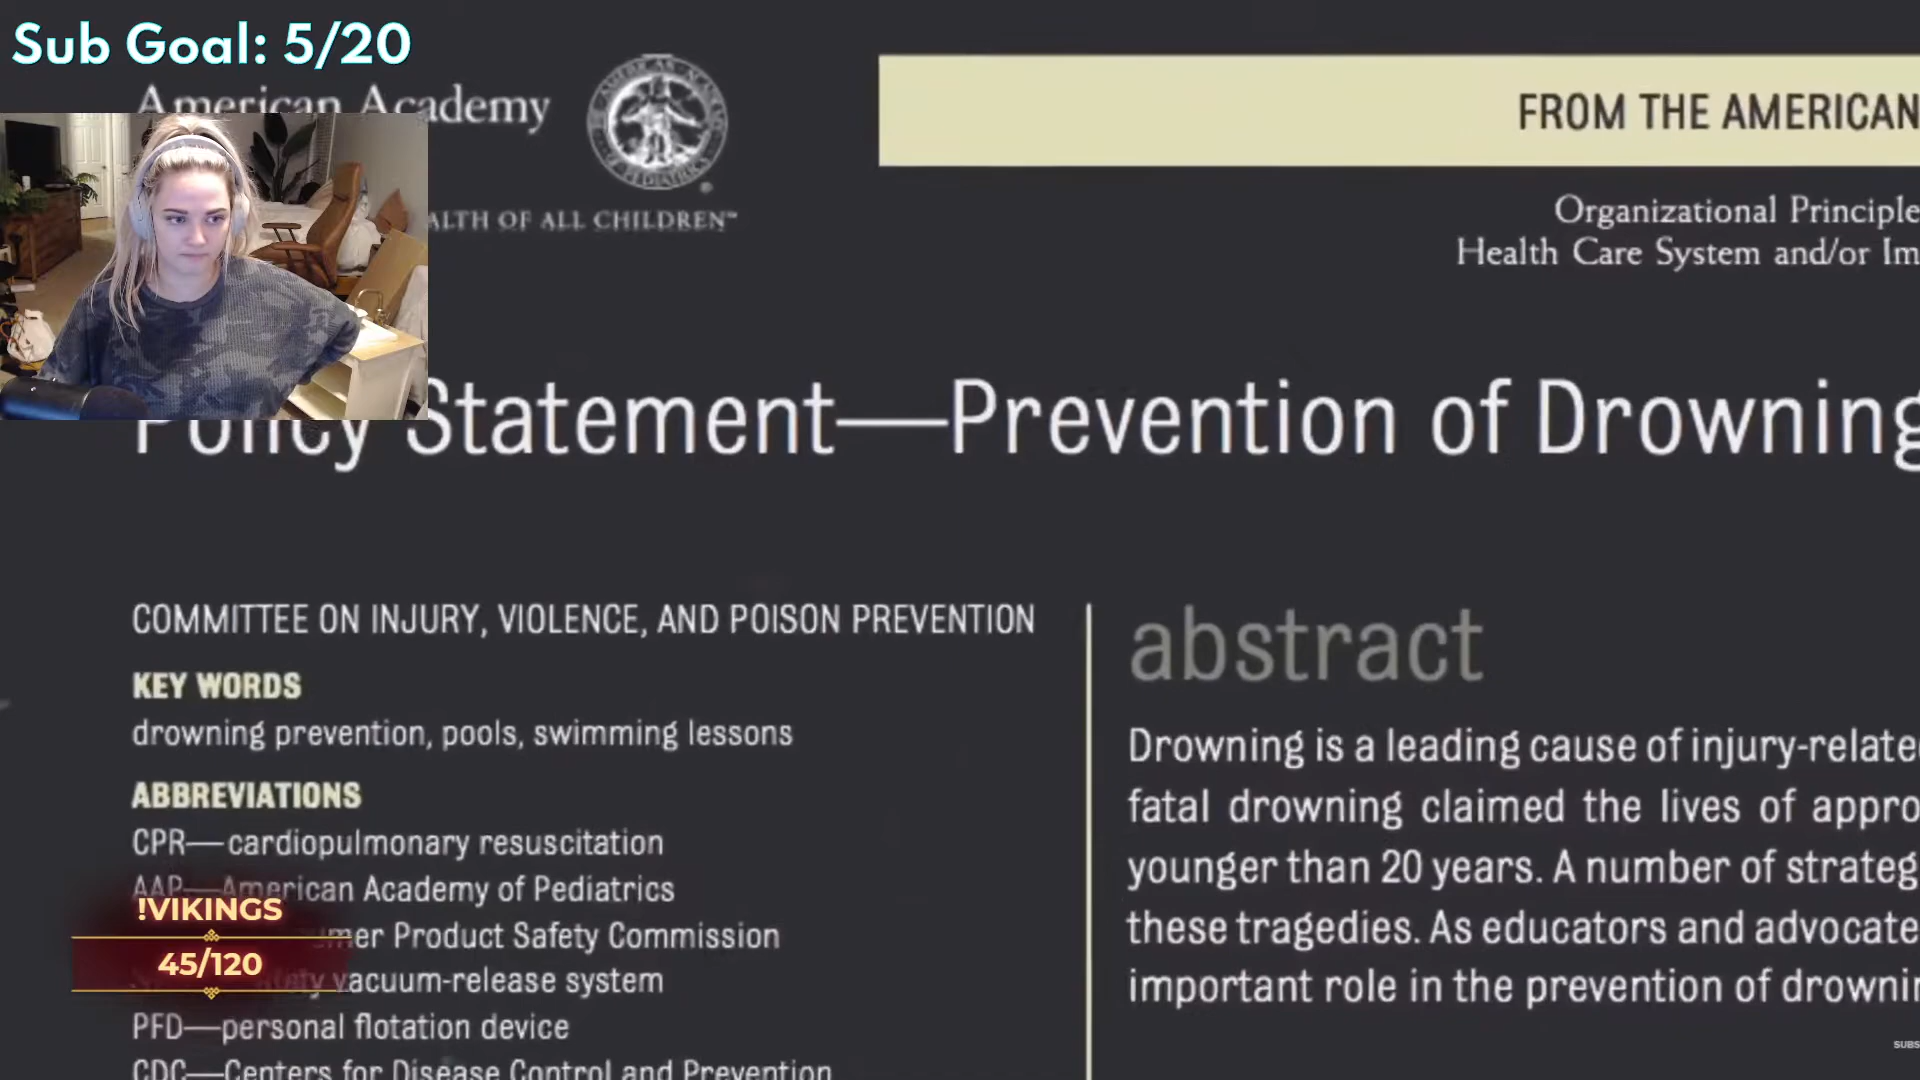 Sub Goal: 5/20
American Academy
FROM THE AMERICAN
ALTH OF ALL CHILDREN™
Organizational Principle
Health Care System and/or Im
Policy Statement—Prevention of Drowning
COMMITTEE ON INJURY, VIOLENCE, AND POISON PREVENTION
KEY WORDS
drowning prevention, pools, swimming lessons
ABBREVIATIONS
CPR—cardiopulmonary resuscitation
AAP—American Academy of Pediatrics
!VIKINGS
umer Product Safety Commission
45/120
vacuum-release system
PFD—personal flotation device
CDC—Centers for Disease Control and Prevention
abstract
Drowning is a leading cause of injury-relate
fatal drowning claimed the lives of appro
younger than 20 years. A number of strateg
these tragedies. As educators and advocate
important role in the prevention of drownin
SUBS